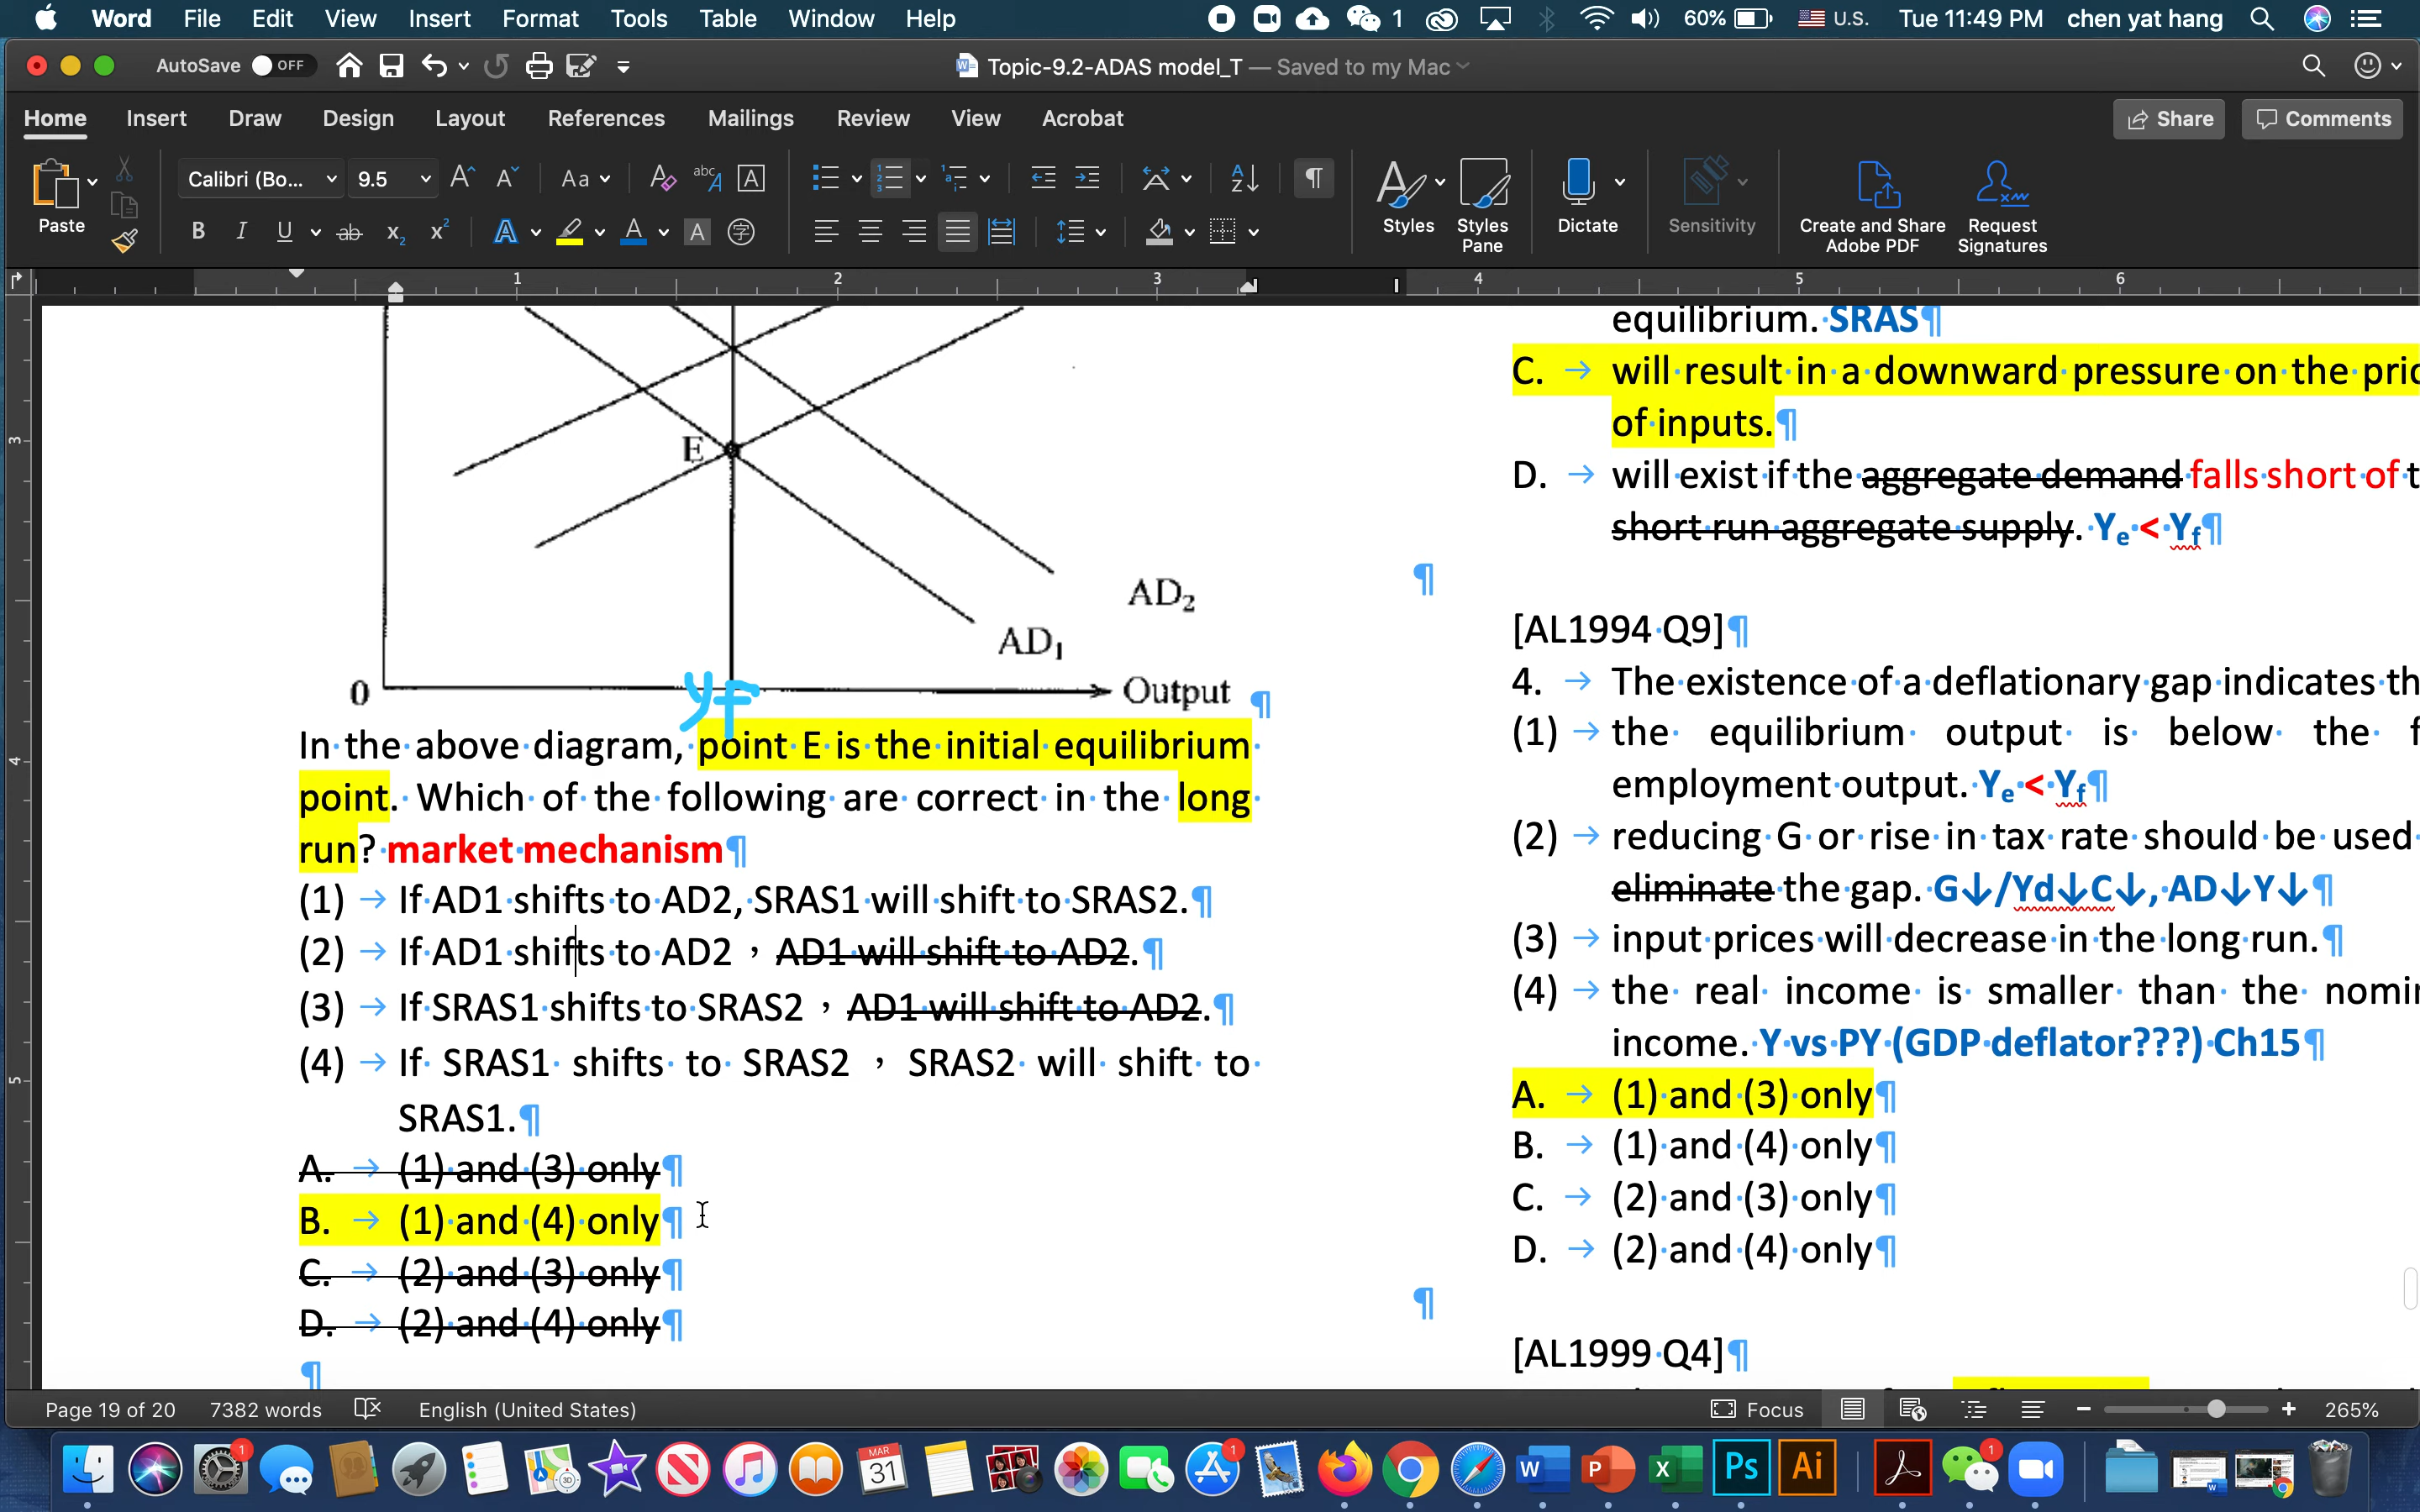 Word File Edit View Insert Format Tools Table Window Help 1 60% U.S. Tue 11:49 PM chen yat hang
AutoSave OFF Topic-9.2-ADAS model_T — Saved to my Mac
Home Insert Draw Design Layout References Mailings Review View Acrobat Share Comments
Paste Calibri (Bo... 9.5 Styles Styles Pane Dictate Sensitivity Create and Share Adobe PDF Request Signatures
1 2 3 4 5 6
E
AD2
AD1
0 Output
YF
In the above diagram, point E is the initial equilibrium
point. Which of the following are correct in the long
run? market mechanism
(1) → If AD1 shifts to AD2, SRAS1 will shift to SRAS2.
(2) → If AD1 shifts to AD2，AD1 will shift to AD2.
(3) → If SRAS1 shifts to SRAS2，AD1 will shift to AD2.
(4) → If SRAS1 shifts to SRAS2，SRAS2 will shift to
SRAS1.
A. → (1) and (3) only
B. → (1) and (4) only
C. → (2) and (3) only
D. → (2) and (4) only
equilibrium. SRAS
C. → will result in a downward pressure on the pric
of inputs.
D. → will exist if the aggregate demand falls short of t
short run aggregate supply. Ye < Yf
[AL1994 Q9]
4. → The existence of a deflationary gap indicates th
(1) → the equilibrium output is below the f
employment output. Ye < Yf
(2) → reducing G or rise in tax rate should be used
eliminate the gap. G↓/Yd↓C↓, AD↓Y↓
(3) → input prices will decrease in the long run.
(4) → the real income is smaller than the nomi
income. Y vs PY (GDP deflator???) Ch15
A. → (1) and (3) only
B. → (1) and (4) only
C. → (2) and (3) only
D. → (2) and (4) only
[AL1999 Q4]
Page 19 of 20 7382 words English (United States) Focus 265%
MAR 31